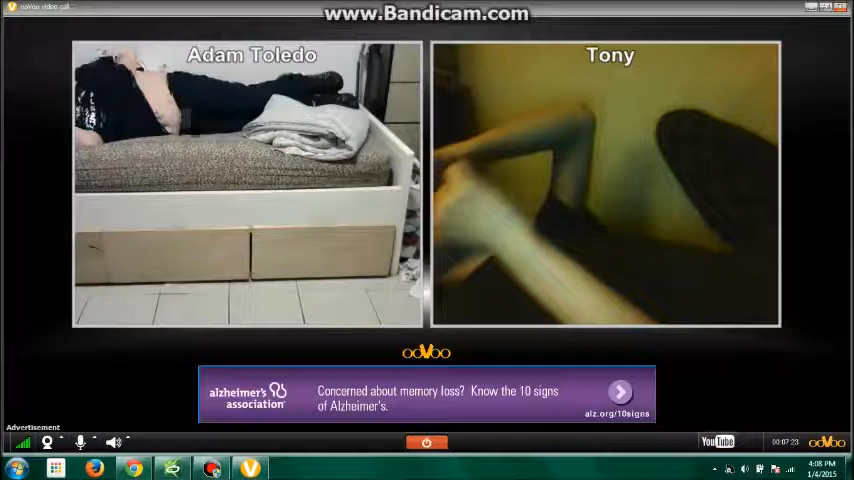 ooVoo video call...
www.Bandicam.com
Adam Toledo
Tony
ooVoo
alzheimer's association
Concerned about memory loss? Know the 10 signs
of Alzheimer's.
alz.org/10signs
Advertisement
YouTube
00:07:23
ooVoo
4:08 PM
1/4/2015